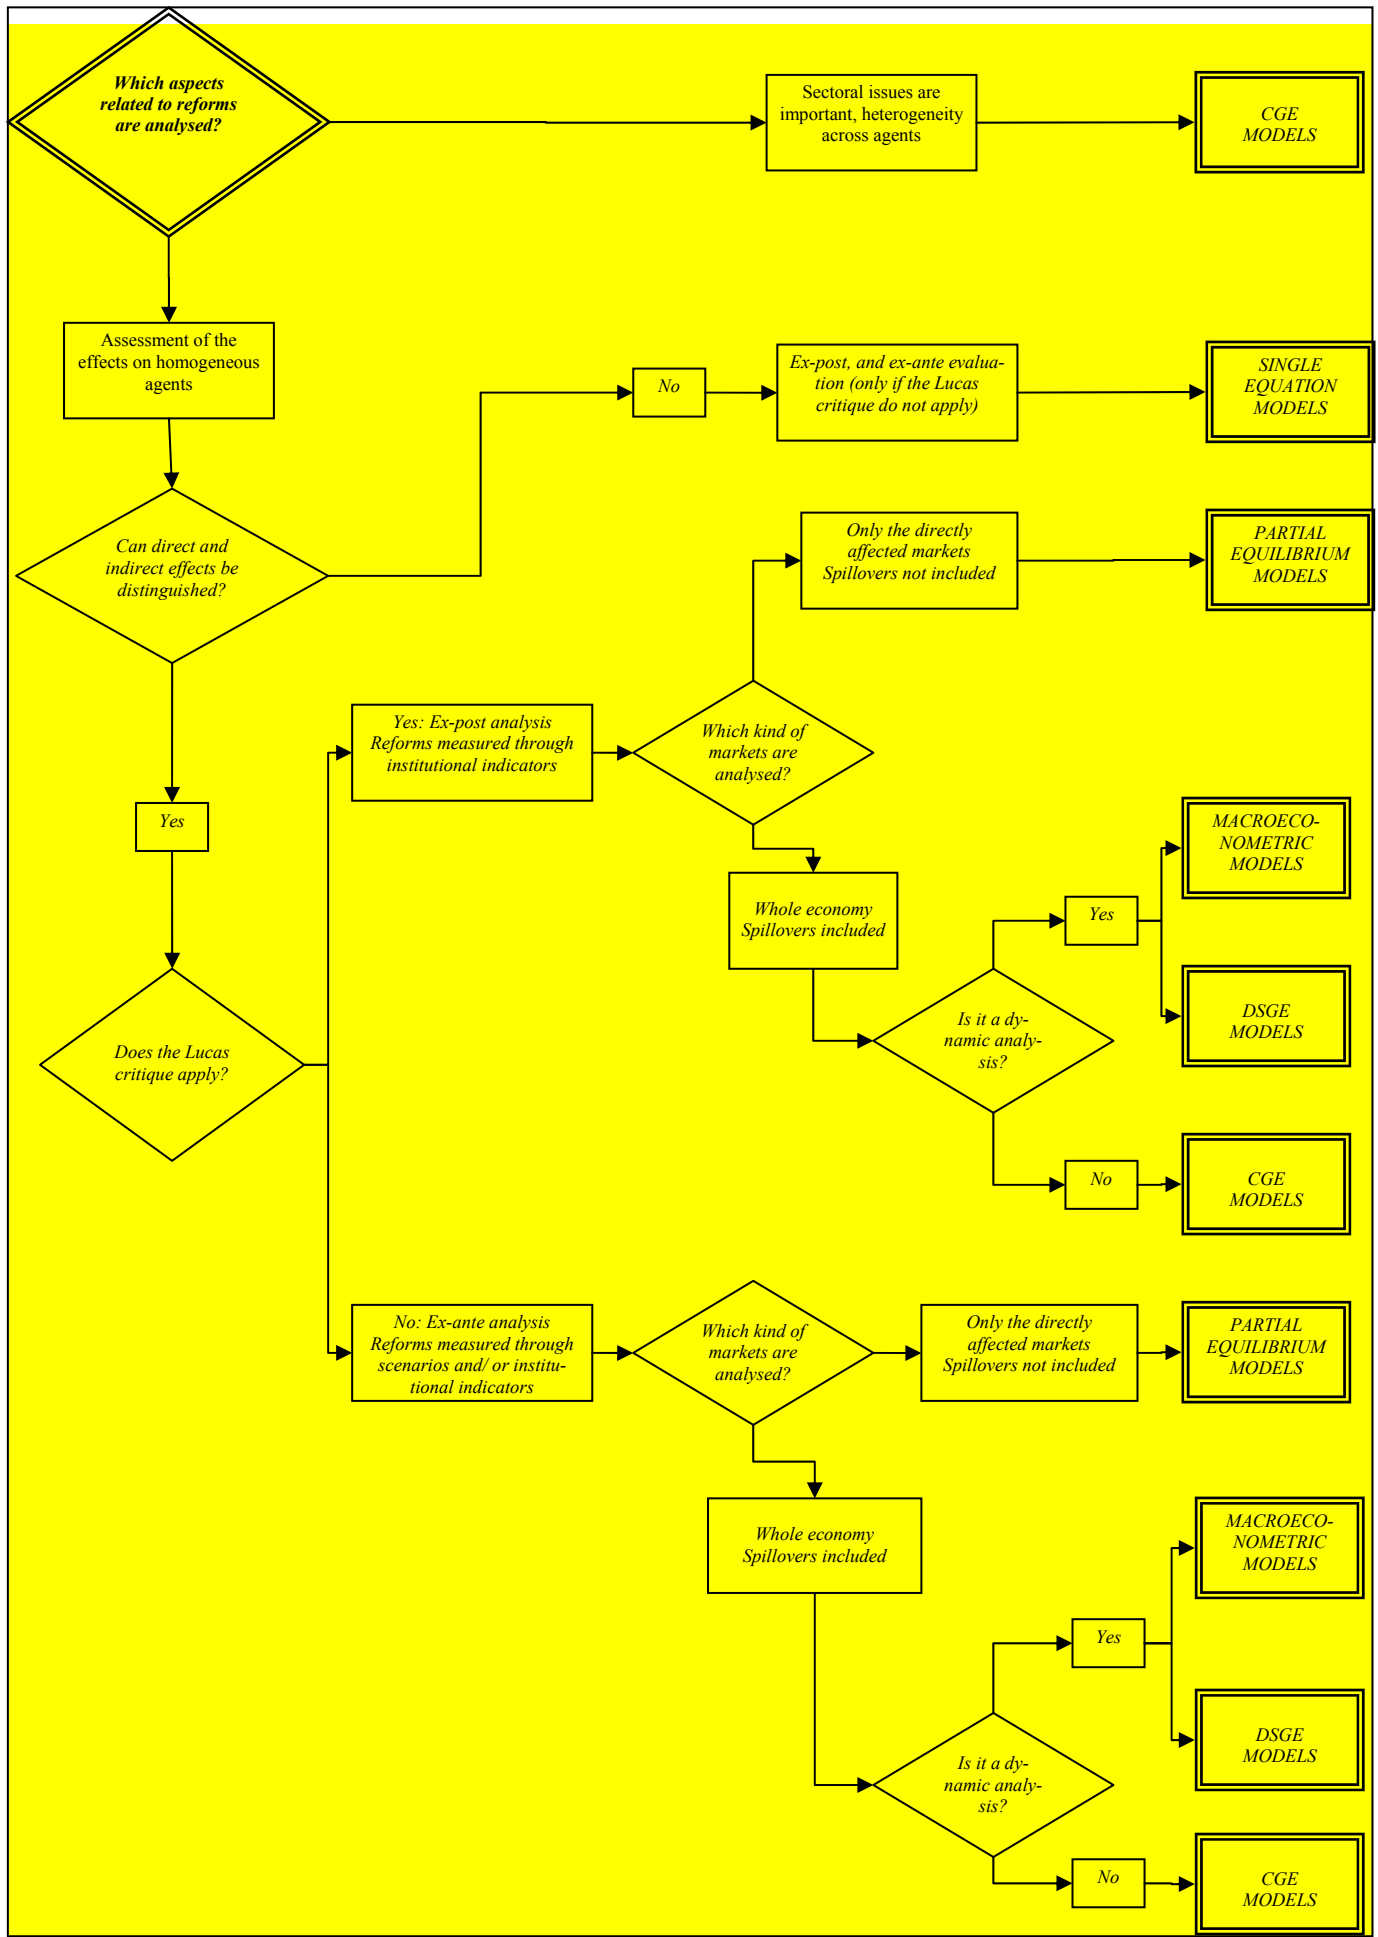 Which aspects
related to reforms
are analysed?
Sectoral issues are
important, heterogeneity
across agents
CGE
MODELS
Assessment of the
effects on homogeneous
agents
No
Ex-post, and ex-ante evalua-
tion (only if the Lucas
critique do not apply)
SINGLE
EQUATION
MODELS
Can direct and
indirect effects be
distinguished?
Only the directly
affected markets
Spillovers not included
PARTIAL
EQUILIBRIUM
MODELS
Yes: Ex-post analysis
Reforms measured through
institutional indicators
Which kind of
markets are
analysed?
Yes
MACROECO-
NOMETRIC
MODELS
Whole economy
Spillovers included
Yes
Does the Lucas
critique apply?
Is it a dy-
namic analy-
sis?
DSGE
MODELS
No
CGE
MODELS
No: Ex-ante analysis
Reforms measured through
scenarios and/ or institu-
tional indicators
Which kind of
markets are
analysed?
Only the directly
affected markets
Spillovers not included
PARTIAL
EQUILIBRIUM
MODELS
Whole economy
Spillovers included
MACROECO-
NOMETRIC
MODELS
Yes
Is it a dy-
namic analy-
sis?
DSGE
MODELS
No
CGE
MODELS